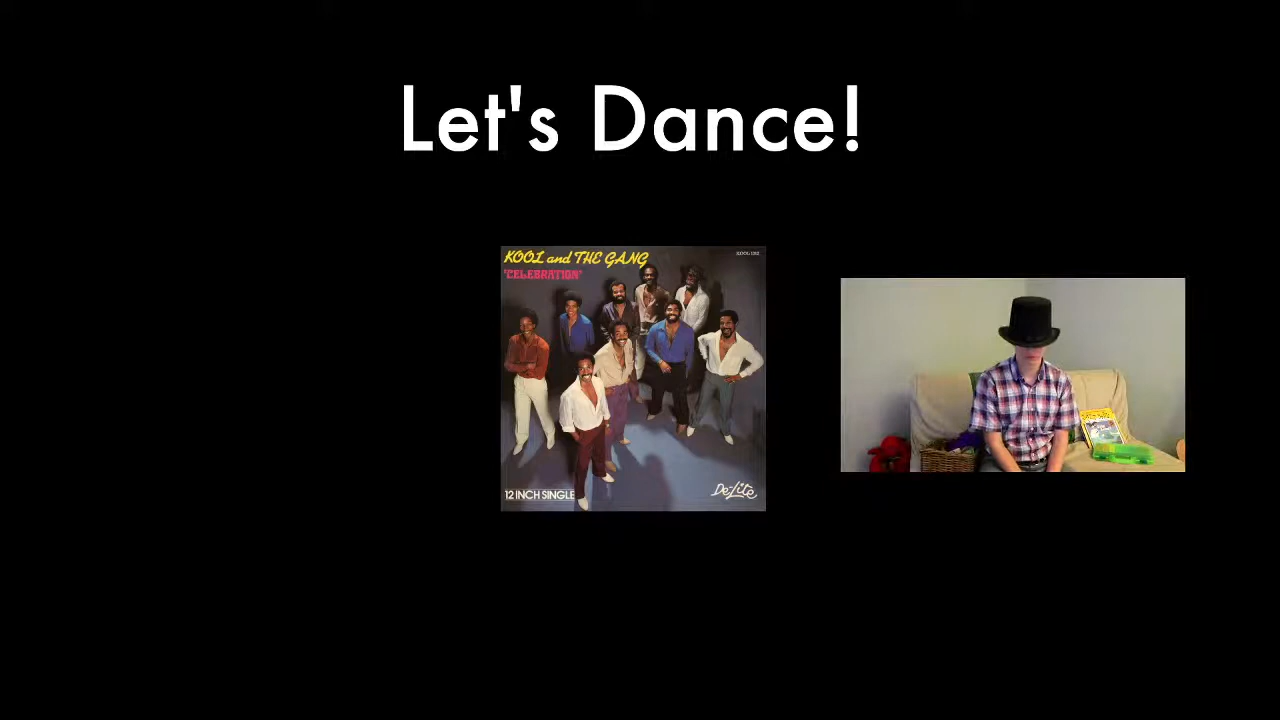 Let's Dance!
KOOL and THE GANG
"CELEBRATION"
12 INCH SINGLE
De-Lite